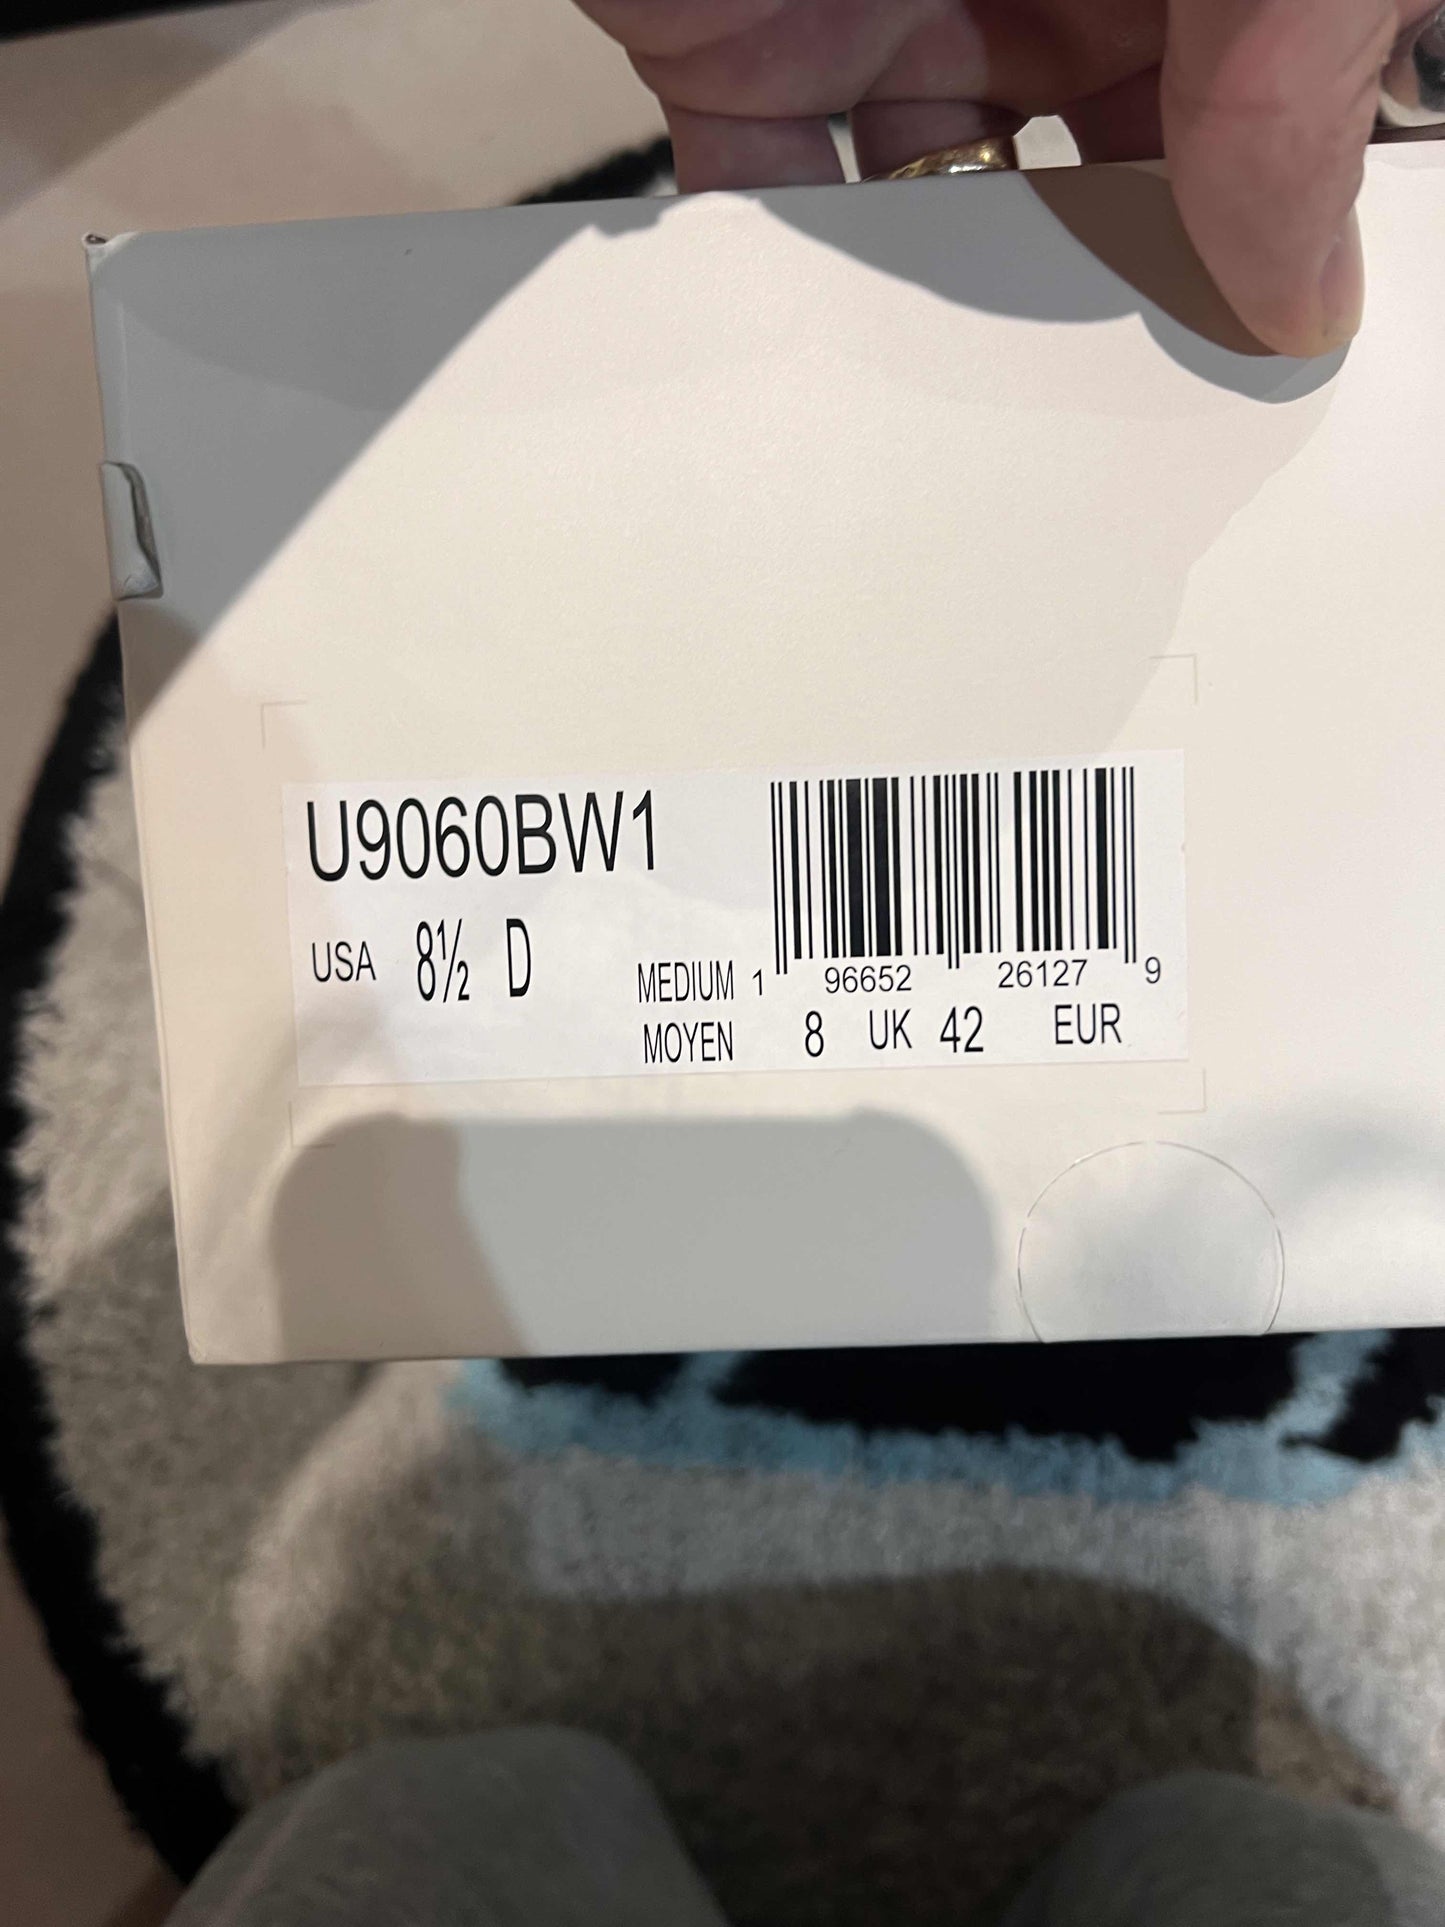 U9060BW1
USA 8½ D
MEDIUM 1 96652 26127 9
MOYEN 8 UK 42 EUR